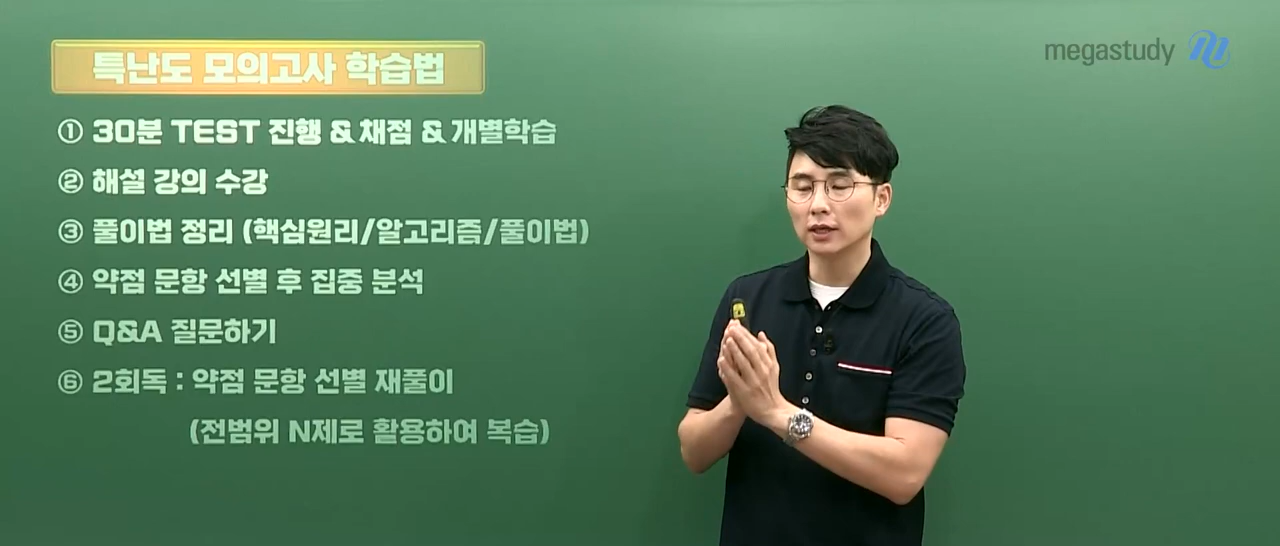 특난도 모의고사 학습법
① 30분 TEST 진행 & 채점 & 개별학습
② 해설 강의 수강
③ 풀이법 정리 (핵심원리/알고리즘/풀이법)
④ 약점 문항 선별 후 집중 분석
⑤ Q&A 질문하기
⑥ 2회독 : 약점 문항 선별 재풀이
(전범위 N제로 활용하여 복습)
megastudy